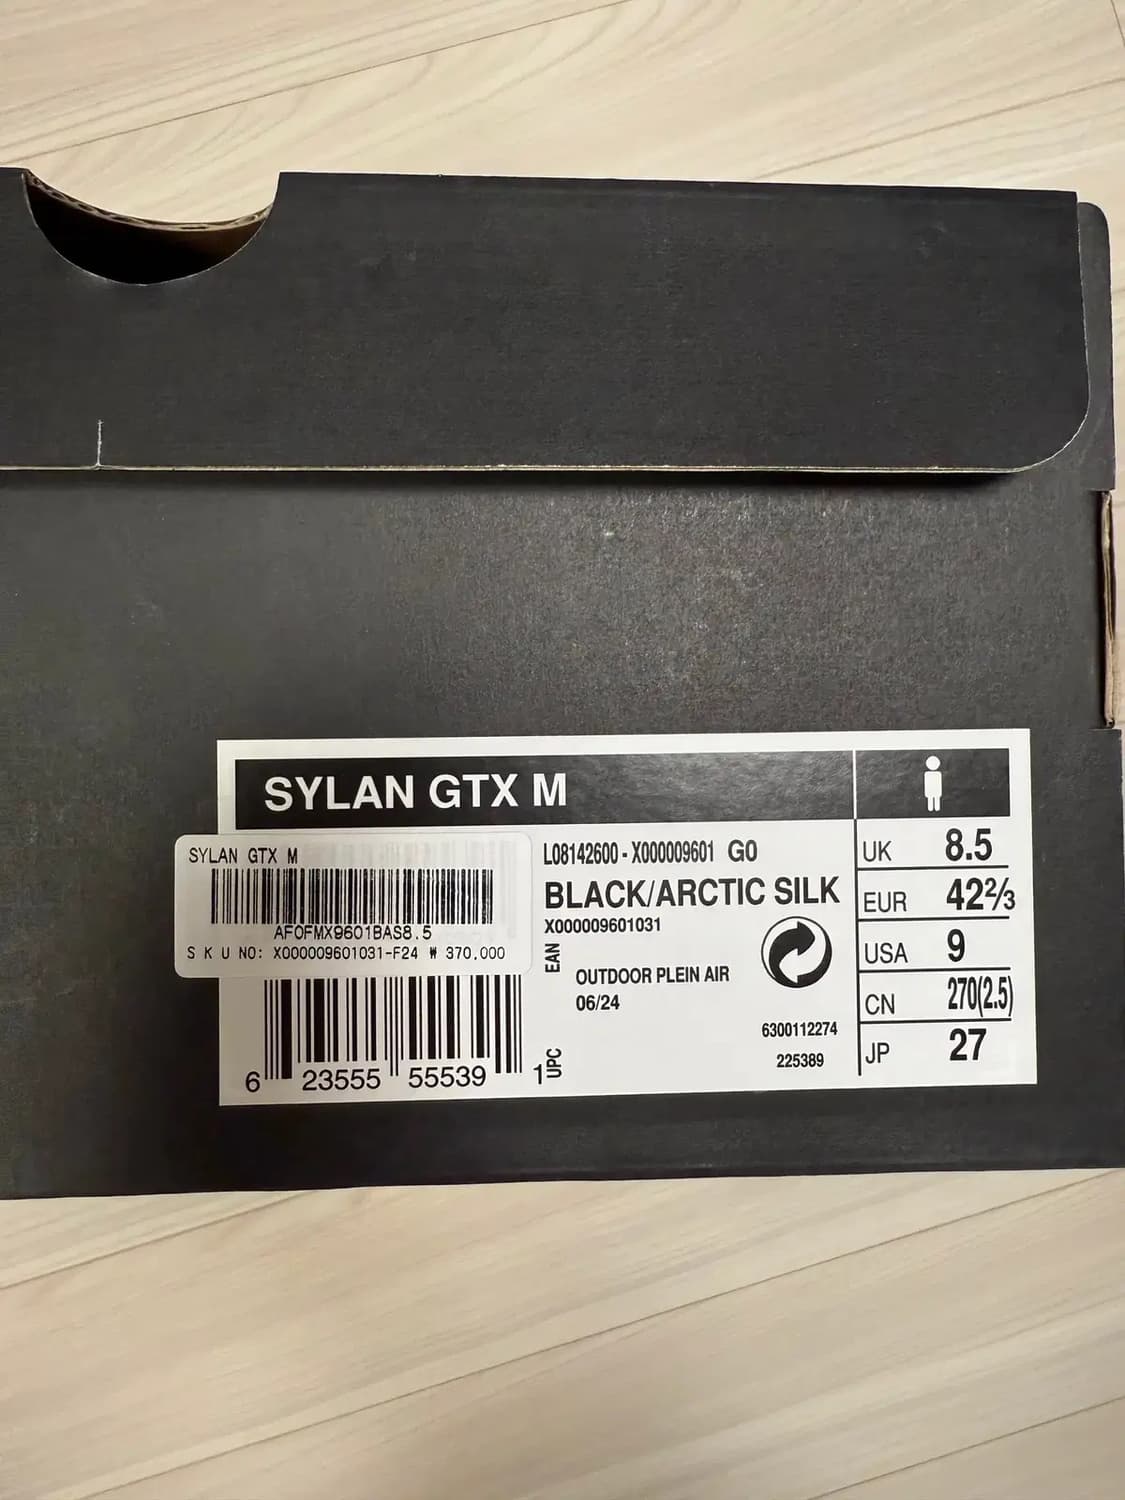 SYLAN GTX M
SYLAN GTX M
AFOFMX9601BAS8.5
S K U NO: X000009601031-F24 ₩ 370,000
L08142600 - X000009601 GO
BLACK/ARCTIC SILK
X000009601031
EAN
OUTDOOR PLEIN AIR
06/24
6300112274
225389
6 23555 55539 1
UPC
UK 8.5
EUR 42⅔
USA 9
CN 270(2.5)
JP 27